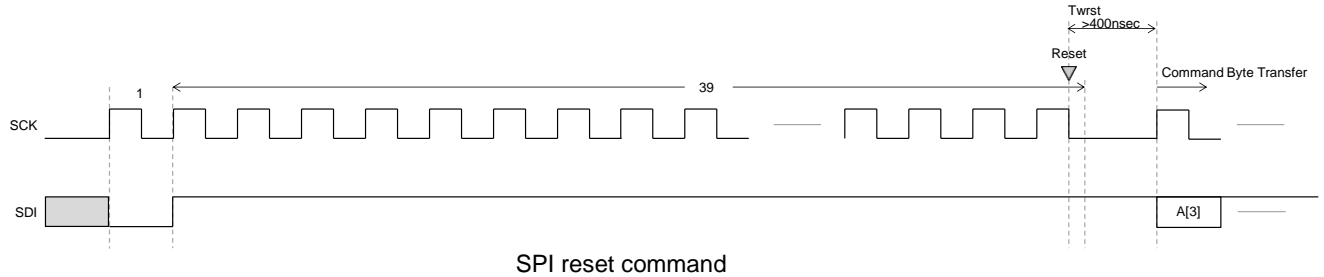 Twrst
>400nsec
Reset
1
39
Command Byte Transfer
SCK
SDI
A[3]
SPI reset command